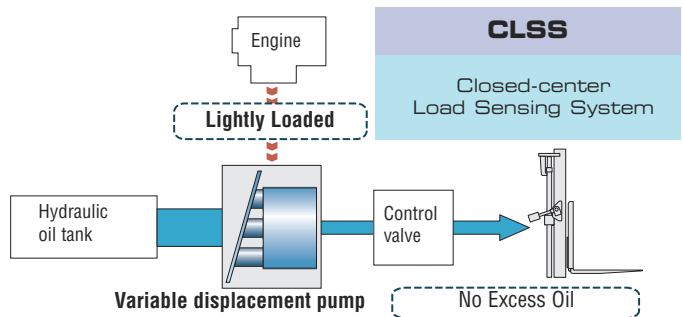 Engine
CLSS
Closed-center
Load Sensing System
Lightly Loaded
Hydraulic
oil tank
Control
valve
Variable displacement pump
No Excess Oil